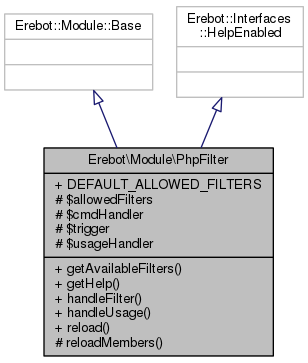 Erebot::Module::Base
Erebot::Interfaces
::HelpEnabled
Erebot\Module\PhpFilter
+ DEFAULT_ALLOWED_FILTERS
# $allowedFilters
# $cmdHandler
# $trigger
# $usageHandler
+ getAvailableFilters()
+ getHelp()
+ handleFilter()
+ handleUsage()
+ reload()
# reloadMembers()